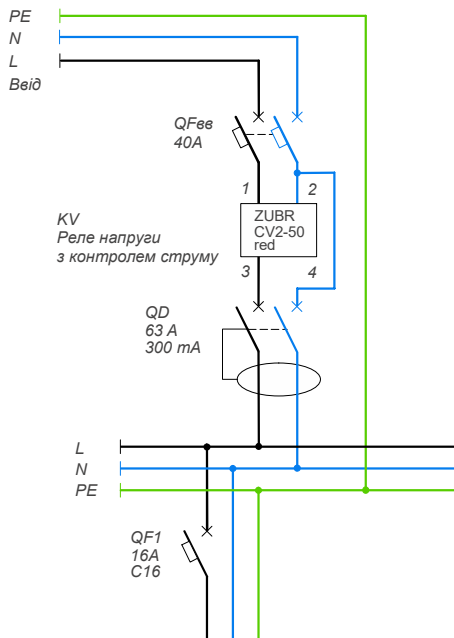 PE
N
L
Ввід
QFвв
40A
1
2
KV
Реле напруги
з контролем струму
ZUBR
CV2-50
red
3
4
QD
63 A
300 mA
L
N
PE
QF1
16A
C16